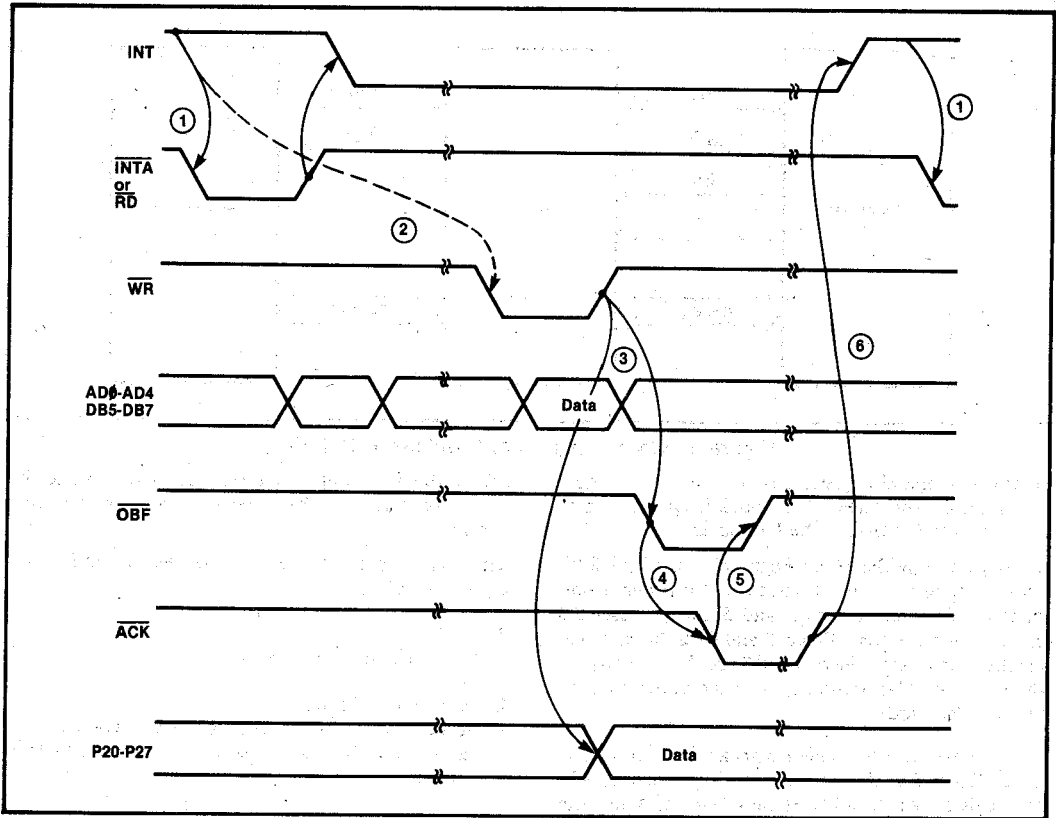 INT
①
①
INTA
or
RD
②
WR
③
⑥
ADø-AD4
DB5-DB7
Data
OBF
④
⑤
ACK
P20-P27
Data